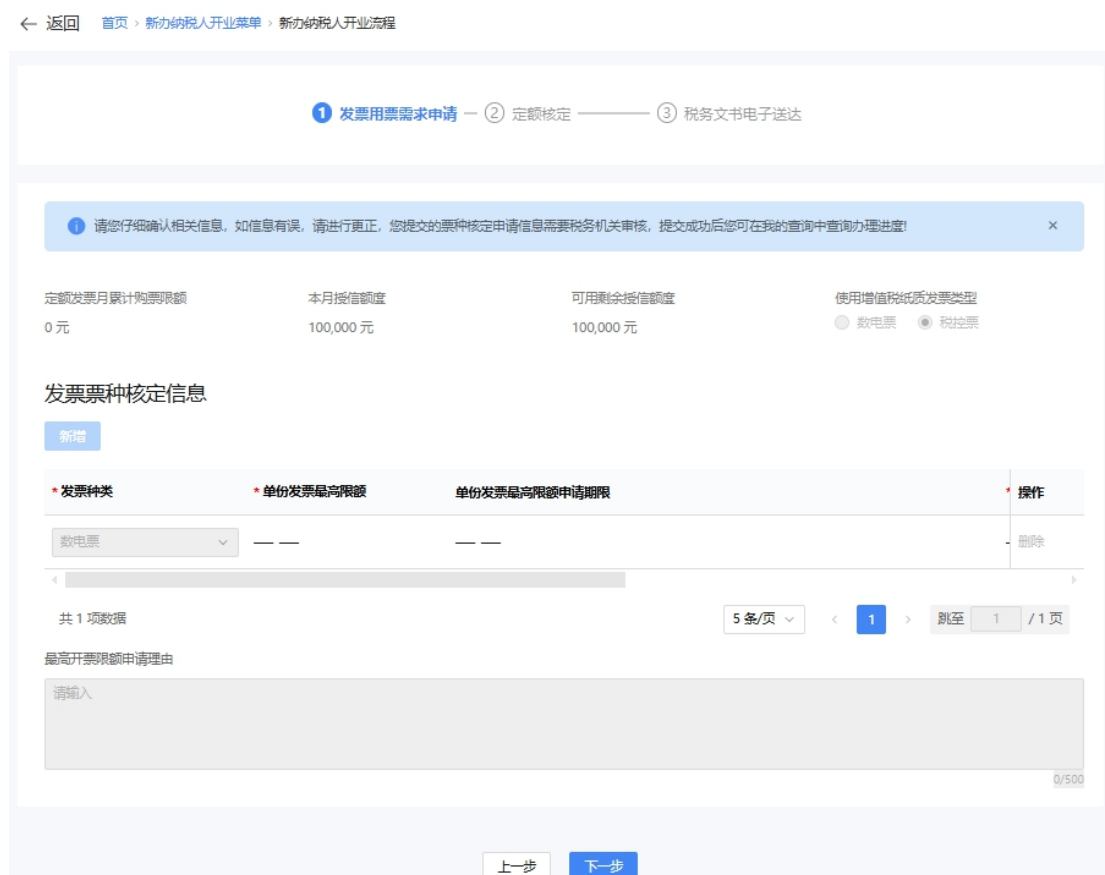 ← 返回 首页 › 新办纳税人开业菜单 › 新办纳税人开业流程
1 发票用票需求申请 2 定额核定 3 税务文书电子送达
请您仔细确认相关信息，如信息有误，请进行更正，您提交的票种核定申请信息需要税务机关审核，提交成功后您可在我的查询中查询办理进度!
定额发票月累计购票限额 本月授信额度 可用剩余授信额度 使用增值税纸质发票类型
0 元 100,000 元 100,000 元 数电票 税控票
发票票种核定信息
新增
* 发票种类 * 单份发票最高限额 单份发票最高限额申请期限 * 操作
数电票 —— —— 删除
共 1 项数据 5 条/页 1 跳至 1 / 1 页
最高开票限额申请理由
请输入
0/500
上一步 下一步